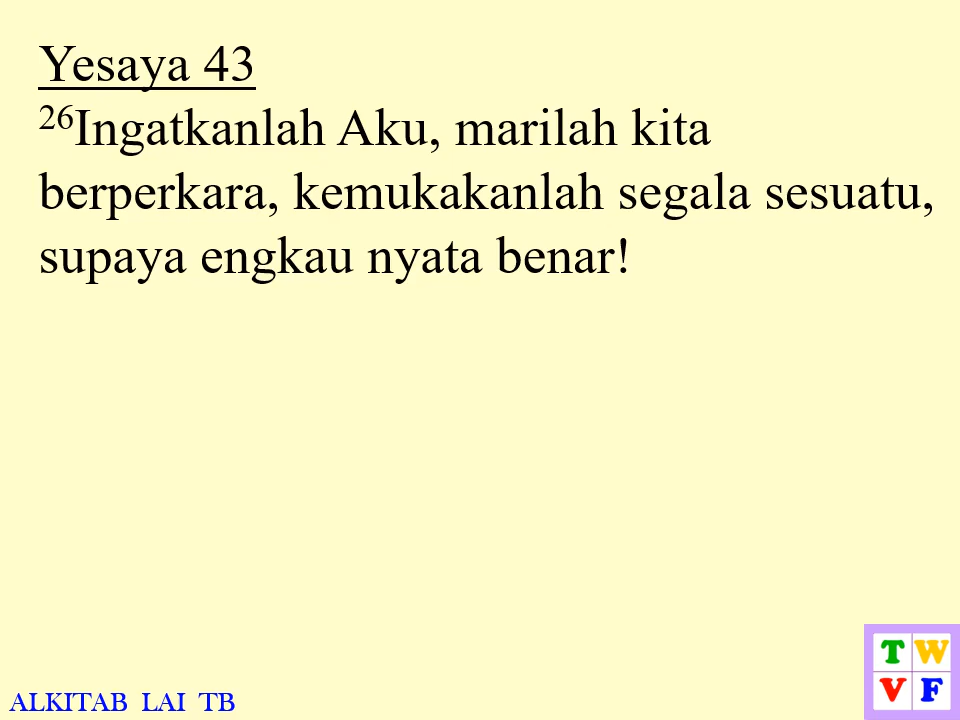 Yesaya 43
26Ingatkanlah Aku, marilah kita
berperkara, kemukakanlah segala sesuatu,
supaya engkau nyata benar!
T W
V F
ALKITAB LAI TB